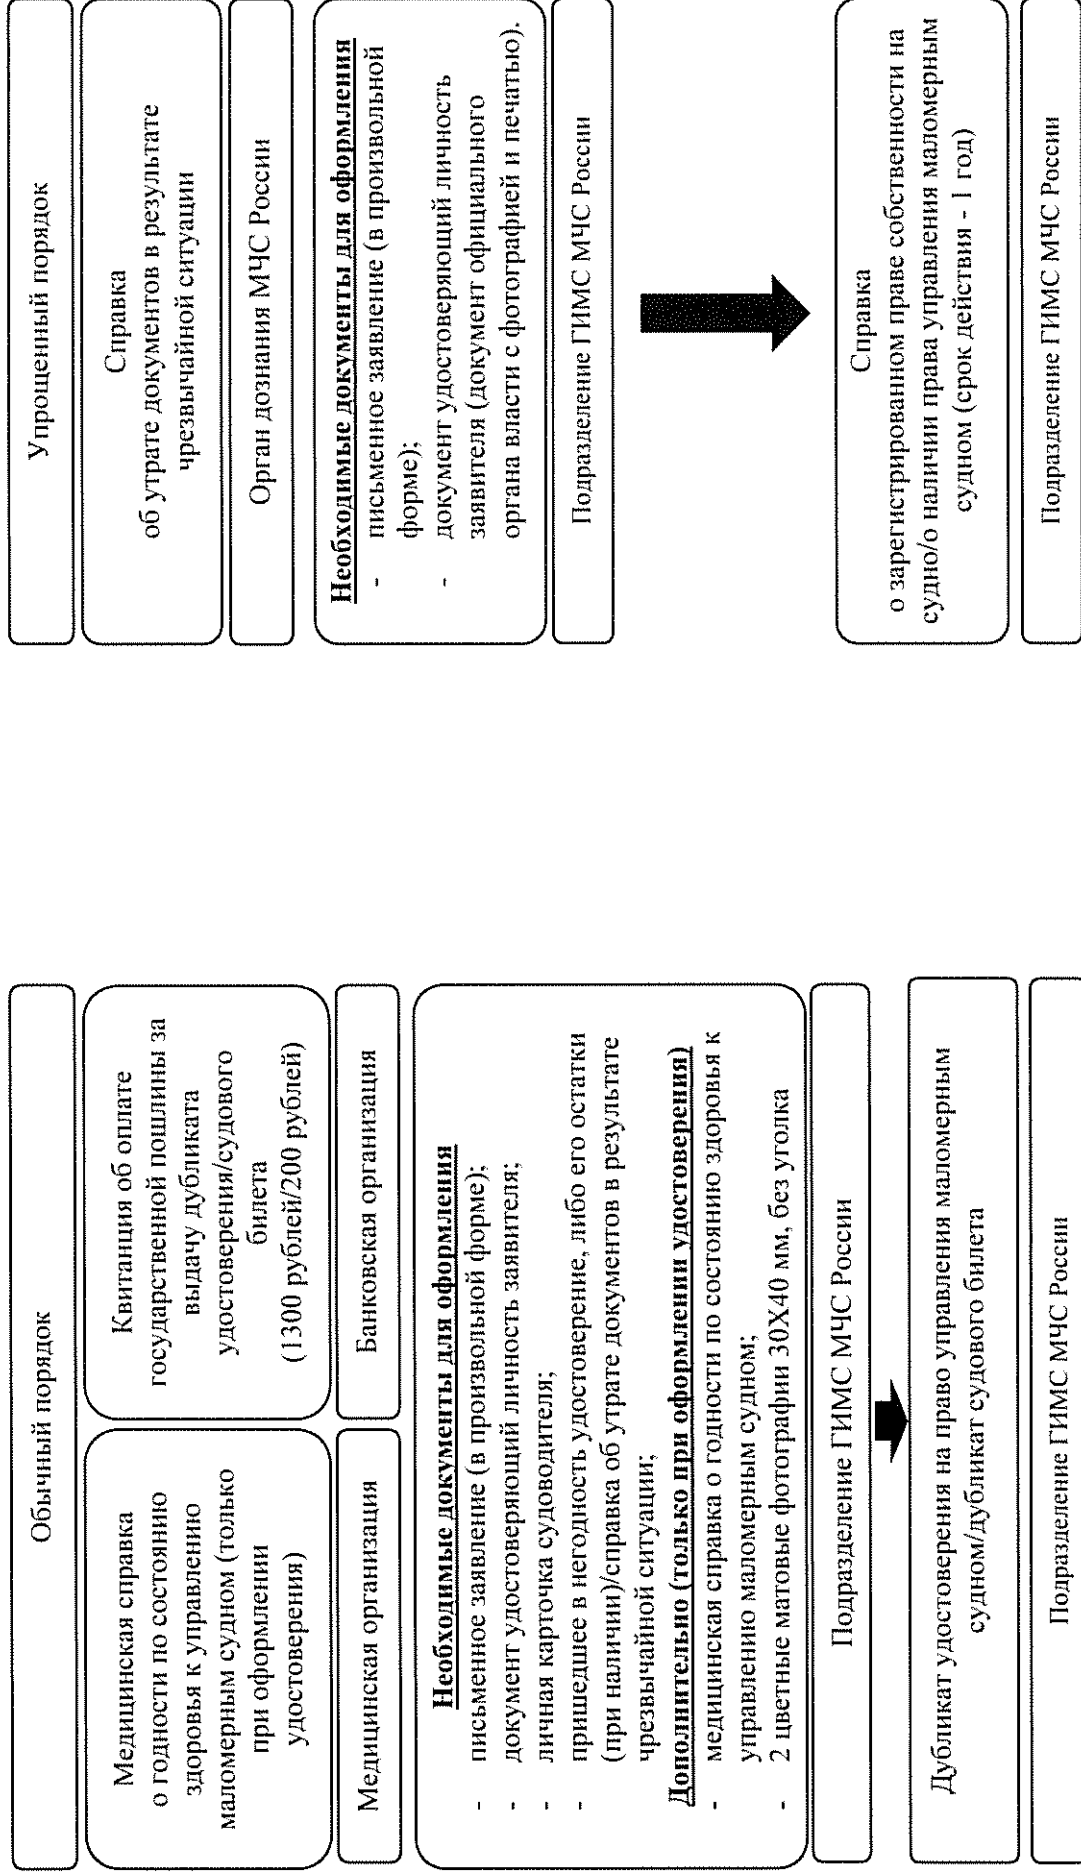 Обычный порядок
Медицинская справка
о годности по состоянию
здоровья к управлению
маломерным судном (только
при оформлении
удостоверения)
Медицинская организация
Квитанция об оплате
государственной пошлины за
выдачу дубликата
удостоверения/судового
билета
(1300 рублей/200 рублей)
Банковская организация
Необходимые документы для оформления
- письменное заявление (в произвольной форме);
- документ удостоверяющий личность заявителя;
- личная карточка судоводителя;
- пришедшее в негодность удостоверение, либо его остатки
(при наличии)/справка об утрате документов в результате
чрезвычайной ситуации;
Дополнительно (только при оформлении удостоверения)
- медицинская справка о годности по состоянию здоровья к
управлению маломерным судном;
- 2 цветные матовые фотографии 30Х40 мм, без уголка
Подразделение ГИМС МЧС России
Дубликат удостоверения на право управления маломерным
судном/дубликат судового билета
Подразделение ГИМС МЧС России
Упрощенный порядок
Справка
об утрате документов в результате
чрезвычайной ситуации
Орган дознания МЧС России
Необходимые документы для оформления
- письменное заявление (в произвольной
форме);
- документ удостоверяющий личность
заявителя (документ официального
органа власти с фотографией и печатью).
Подразделение ГИМС МЧС России
Справка
о зарегистрированном праве собственности на
судно/о наличии права управления маломерным
судном (срок действия - 1 год)
Подразделение ГИМС МЧС России